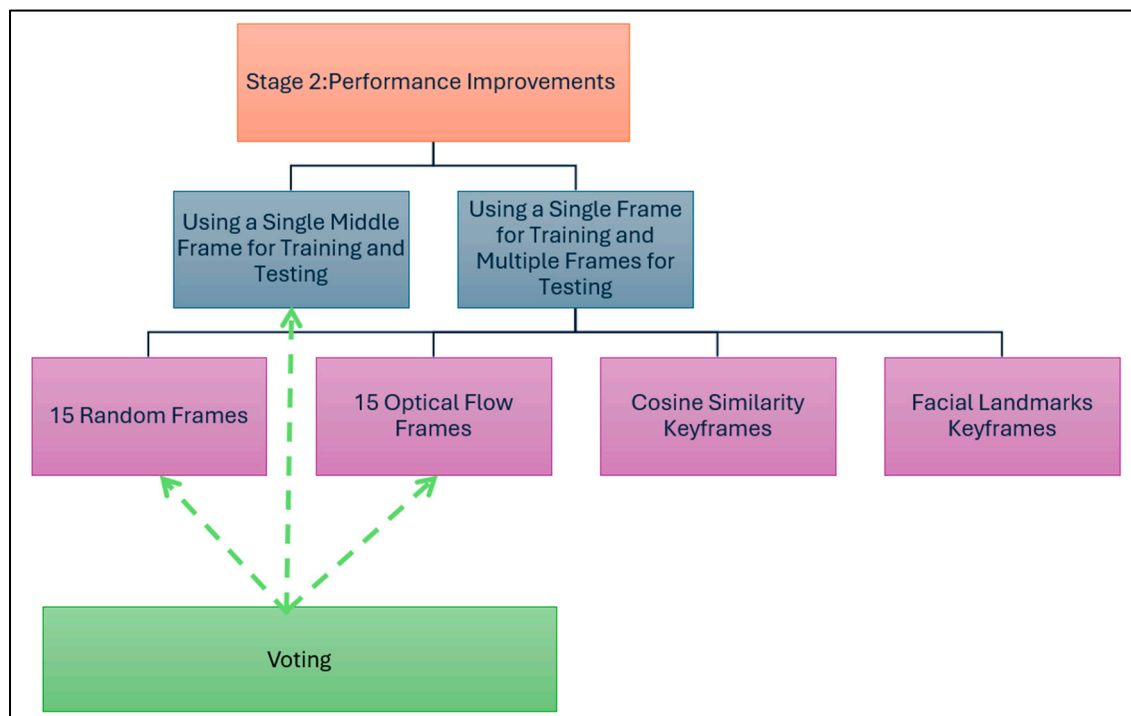 Stage 2:Performance Improvements
Using a Single Middle
Frame for Training and
Testing
Using a Single Frame
for Training and
Multiple Frames for
Testing
15 Random Frames
15 Optical Flow
Frames
Cosine Similarity
Keyframes
Facial Landmarks
Keyframes
Voting